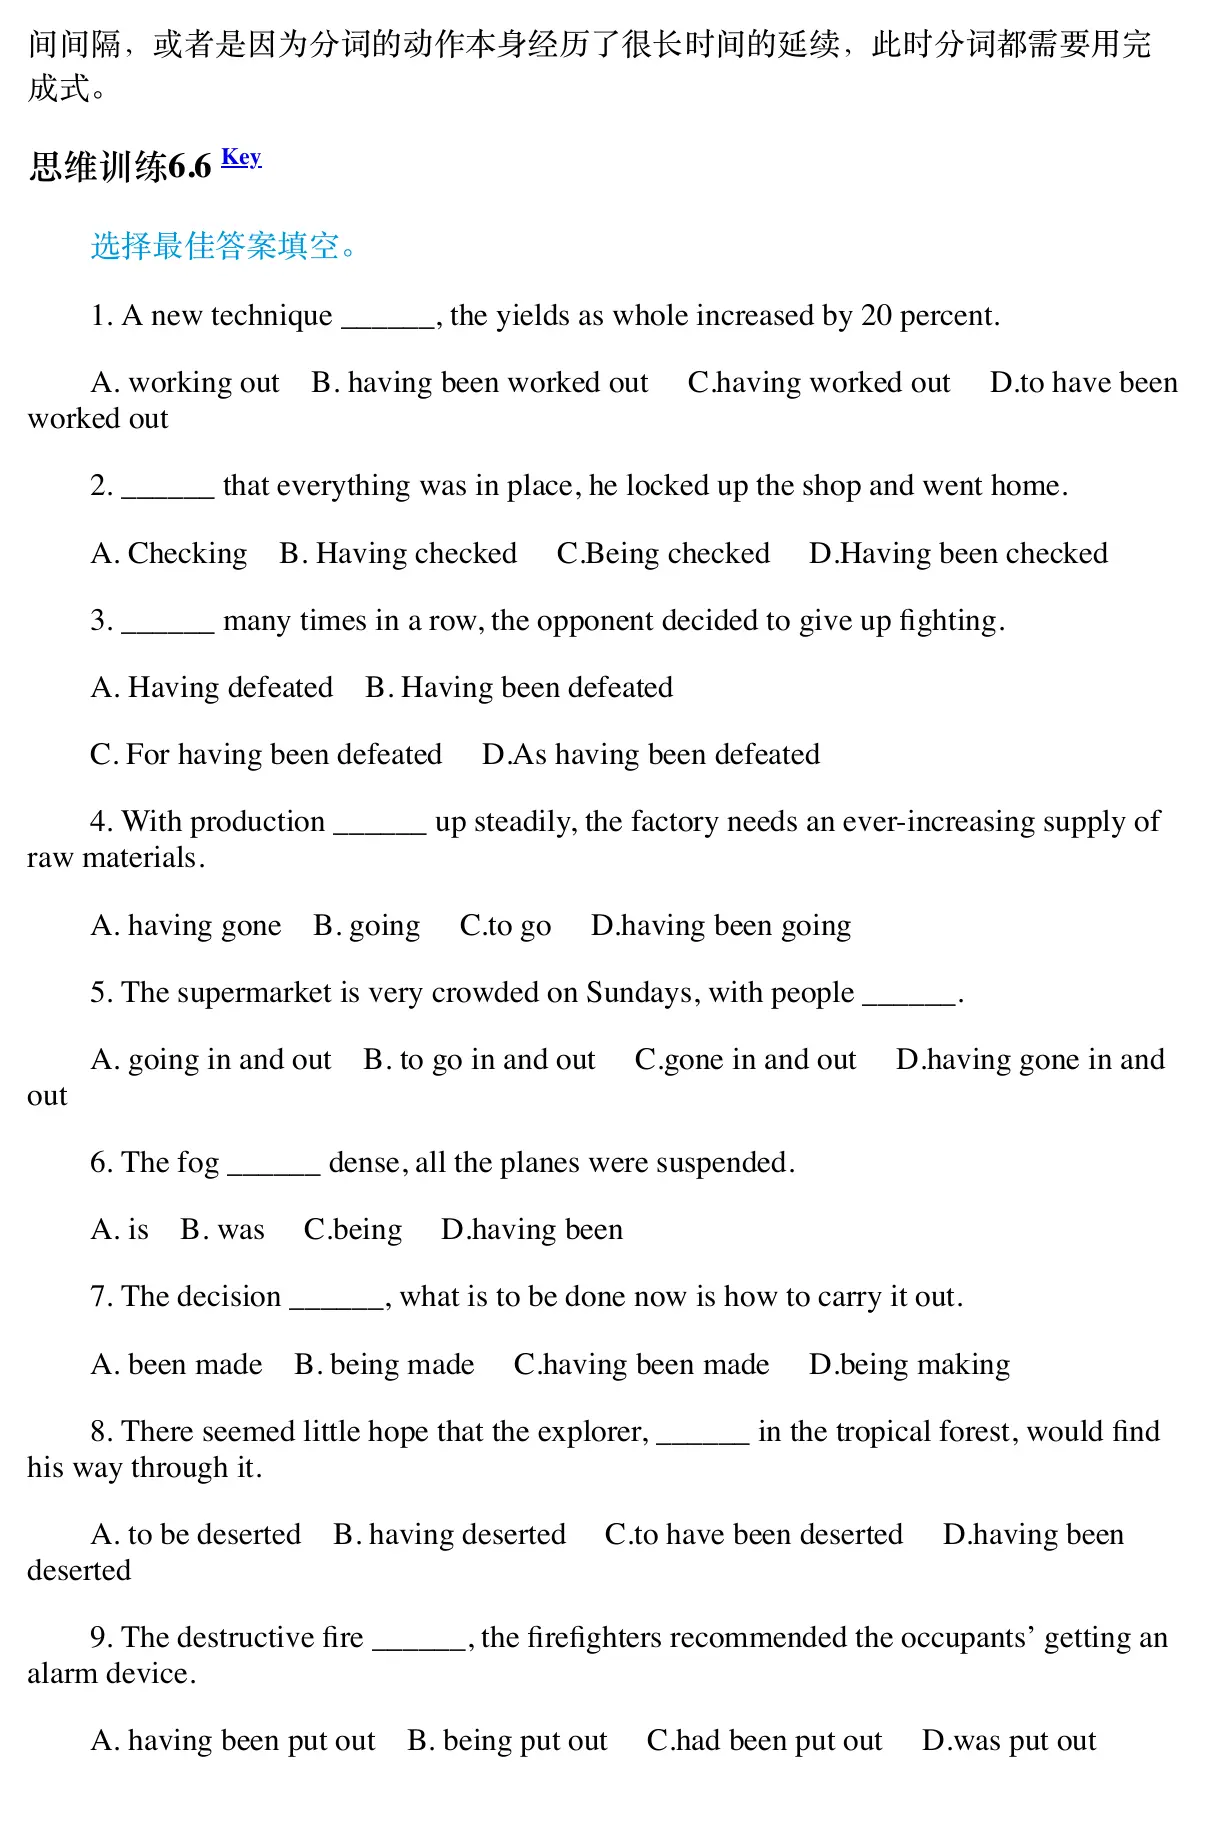 间间隔，或者是因为分词的动作本身经历了很长时间的延续，此时分词都需要用完
成式。
思维训练6.6 Key
选择最佳答案填空。
1. A new technique ______, the yields as whole increased by 20 percent.
A. working out B. having been worked out C.having worked out D.to have been
worked out
2. ______ that everything was in place, he locked up the shop and went home.
A. Checking B. Having checked C.Being checked D.Having been checked
3. ______ many times in a row, the opponent decided to give up fighting.
A. Having defeated B. Having been defeated
C. For having been defeated D.As having been defeated
4. With production ______ up steadily, the factory needs an ever-increasing supply of
raw materials.
A. having gone B. going C.to go D.having been going
5. The supermarket is very crowded on Sundays, with people ______.
A. going in and out B. to go in and out C.gone in and out D.having gone in and
out
6. The fog ______ dense, all the planes were suspended.
A. is B. was C.being D.having been
7. The decision ______, what is to be done now is how to carry it out.
A. been made B. being made C.having been made D.being making
8. There seemed little hope that the explorer, ______ in the tropical forest, would find
his way through it.
A. to be deserted B. having deserted C.to have been deserted D.having been
deserted
9. The destructive fire ______, the firefighters recommended the occupants’ getting an
alarm device.
A. having been put out B. being put out C.had been put out D.was put out